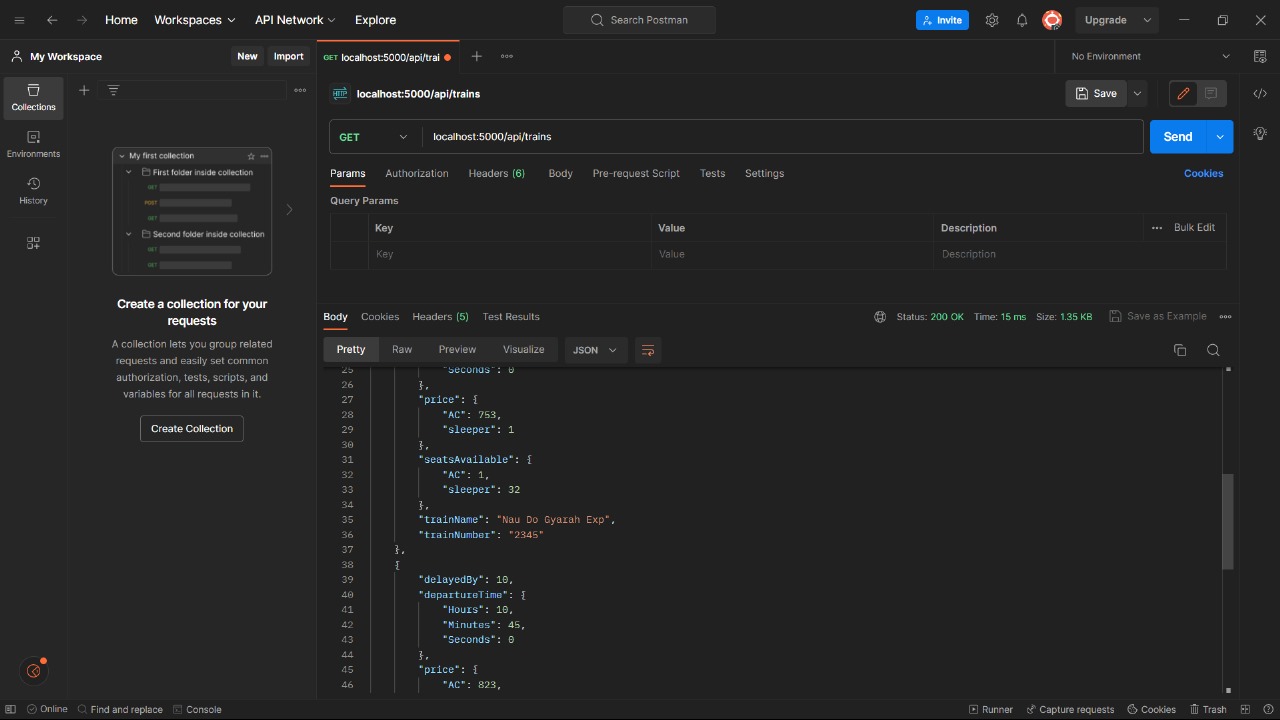 Home Workspaces API Network Explore Search Postman Invite Upgrade
My Workspace New Import GET localhost:5000/api/trai No Environment
Collections
Environments
History
My first collection
First folder inside collection
GET
POST
GET
Second folder inside collection
GET
GET
Create a collection for your
requests
A collection lets you group related
requests and easily set common
authorization, tests, scripts, and
variables for all requests in it.
Create Collection
HTTP localhost:5000/api/trains Save
GET localhost:5000/api/trains Send
Params Authorization Headers (6) Body Pre-request Script Tests Settings Cookies
Query Params
Key Value Description Bulk Edit
Key Value Description
Body Cookies Headers (5) Test Results Status: 200 OK Time: 15 ms Size: 1.35 KB Save as Example
Pretty Raw Preview Visualize JSON
25 "Seconds": 0
26 },
27 "price": {
28 "AC": 753,
29 "sleeper": 1
30 },
31 "seatsAvailable": {
32 "AC": 1,
33 "sleeper": 32
34 },
35 "trainName": "Nau Do Gyarah Exp",
36 "trainNumber": "2345"
37 },
38 {
39 "delayedBy": 10,
40 "departureTime": {
41 "Hours": 10,
42 "Minutes": 45,
43 "Seconds": 0
44 },
45 "price": {
46 "AC": 823,
Online Find and replace Console Runner Capture requests Cookies Trash